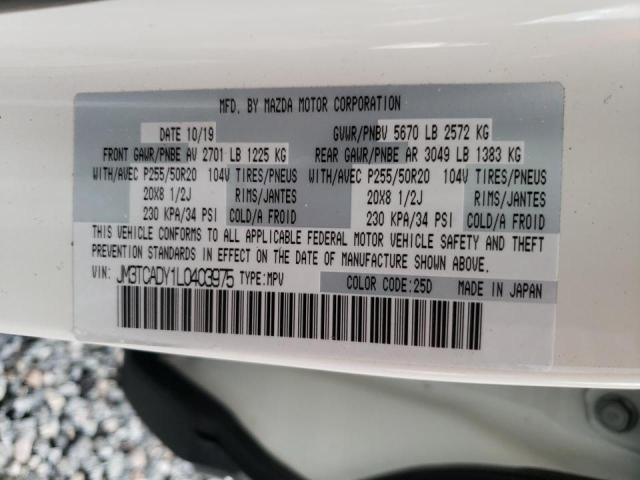 MFD. BY MAZDA MOTOR CORPORATION
DATE 10/19 GVWR/PNBV 5670 LB 2572 KG
FRONT GAWR/PNBE AV 2701 LB 1225 KG REAR GAWR/PNBE AR 3049 LB 1383 KG
WITH/AVEC P255/50R20 104V TIRES/PNEUS WITH/AVEC P255/50R20 104V TIRES/PNEUS
20X8 1/2J RIMS/JANTES 20X8 1/2J RIMS/JANTES
230 KPA/34 PSI COLD/A FROID 230 KPA/34 PSI COLD/A FROID
THIS VEHICLE CONFORMS TO ALL APPLICABLE FEDERAL MOTOR VEHICLE SAFETY AND THEFT
PREVENTION STANDARDS IN EFFECT ON THE DATE OF MANUFACTURE SHOWN ABOVE.
VIN: JM3TCADY1L0403975 TYPE:MPV COLOR CODE:25D MADE IN JAPAN